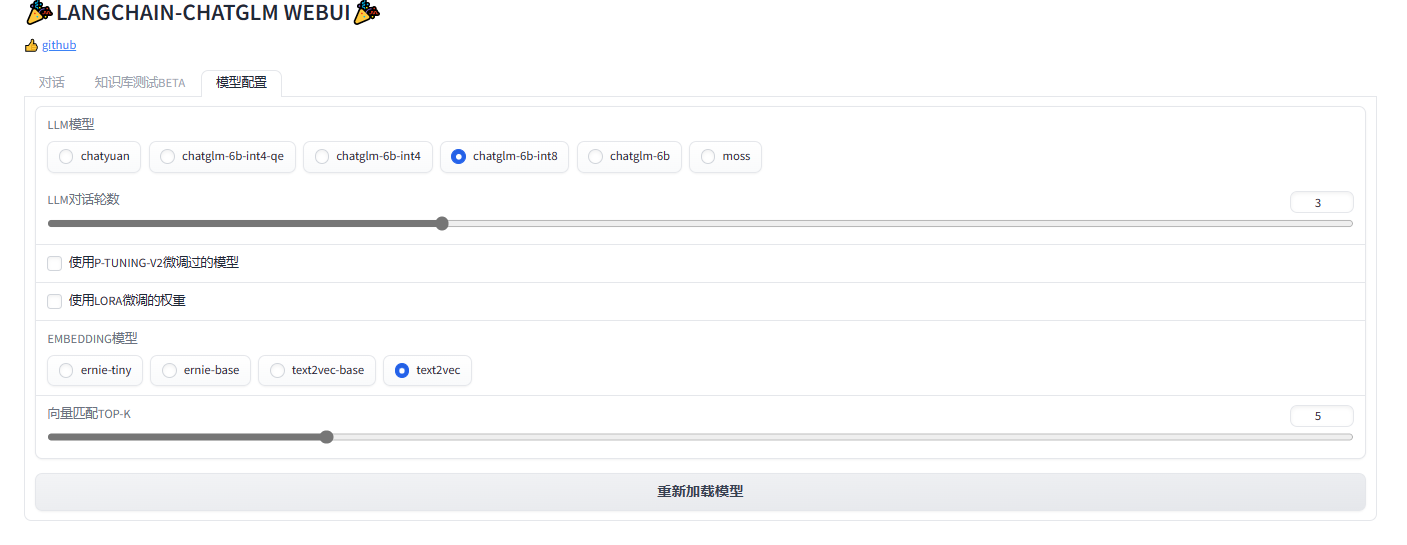 🎉LANGCHAIN-CHATGLM WEBUI🎉
👍 github
对话 知识库测试BETA 模型配置
LLM模型
chatyuan chatglm-6b-int4-qe chatglm-6b-int4 chatglm-6b-int8 chatglm-6b moss
LLM对话轮数 3
使用P-TUNING-V2微调过的模型
使用LORA微调的权重
EMBEDDING模型
ernie-tiny ernie-base text2vec-base text2vec
向量匹配TOP-K 5
重新加载模型